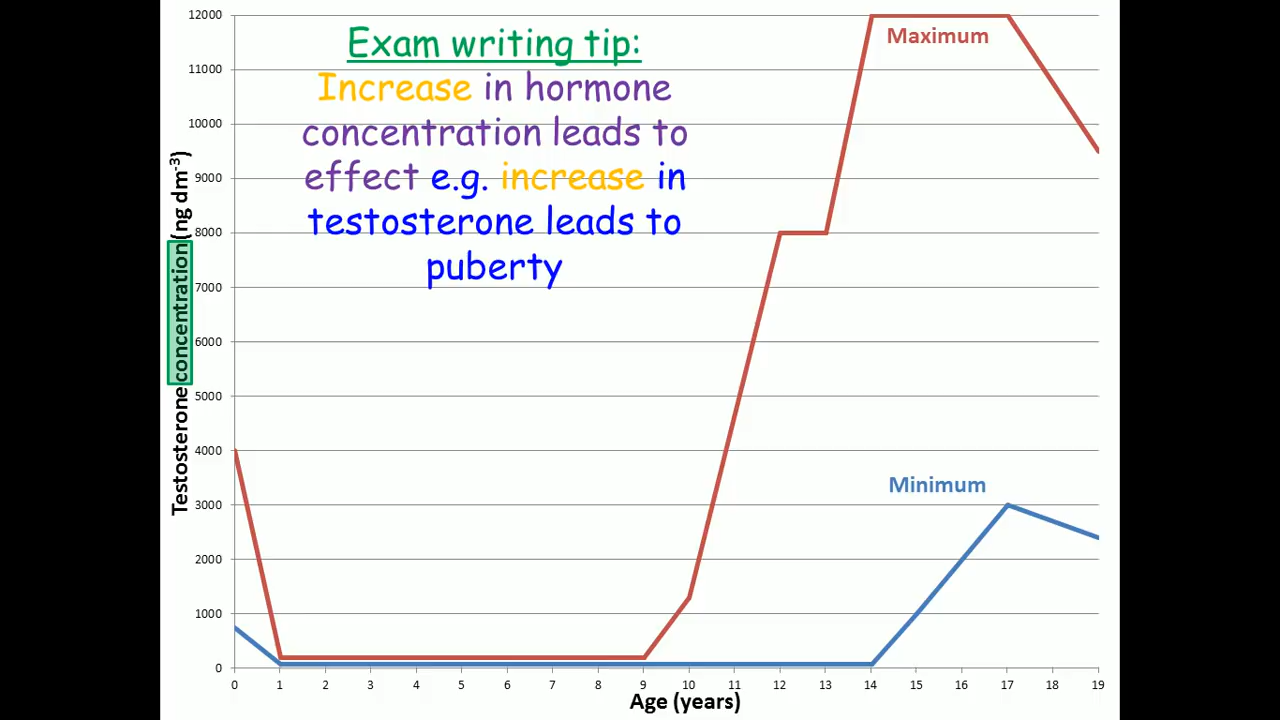 Exam writing tip:
Increase in hormone
concentration leads to
effect e.g. increase in
testosterone leads to
puberty
Maximum
Minimum
Testosterone concentration (ng dm⁻³)
12000
11000
10000
9000
8000
7000
6000
5000
4000
3000
2000
1000
0
0 1 2 3 4 5 6 7 8 9 10 11 12 13 14 15 16 17 18 19
Age (years)